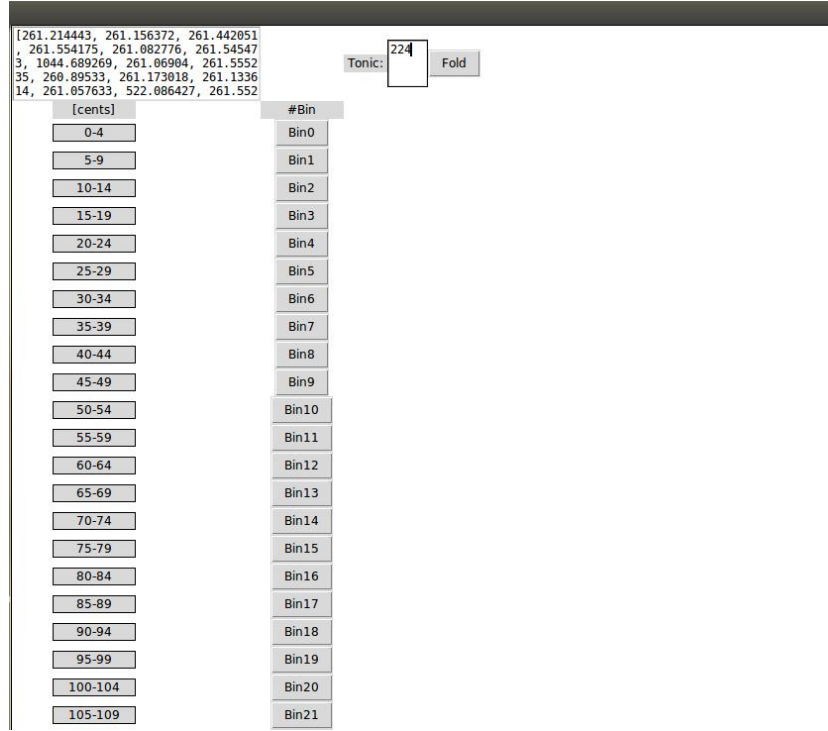 [261.214443, 261.156372, 261.442051
, 261.554175, 261.082776, 261.54547
3, 1044.689269, 261.06904, 261.5552
35, 260.89533, 261.173018, 261.1336
14, 261.057633, 522.086427, 261.552
Tonic: 224 Fold
[cents] #Bin
0-4 Bin0
5-9 Bin1
10-14 Bin2
15-19 Bin3
20-24 Bin4
25-29 Bin5
30-34 Bin6
35-39 Bin7
40-44 Bin8
45-49 Bin9
50-54 Bin10
55-59 Bin11
60-64 Bin12
65-69 Bin13
70-74 Bin14
75-79 Bin15
80-84 Bin16
85-89 Bin17
90-94 Bin18
95-99 Bin19
100-104 Bin20
105-109 Bin21